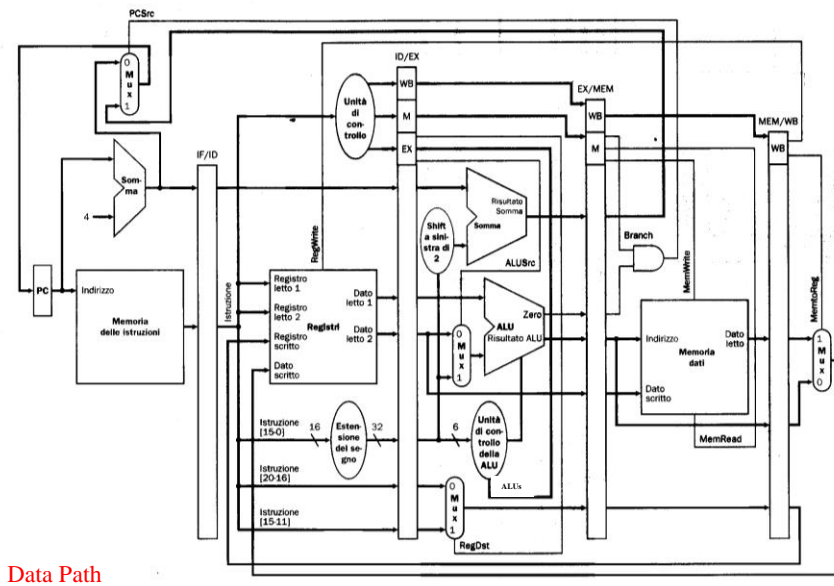 PCSrc
ID/EX
0
M
u
x
1
WB
EX/MEM
Unità
di
controllo
M
WB
MEM/WB
IF/ID
EX
M
WB
Som-
ma
4
RegWrite
Shift
a sini-
stra di
2
Risultato
Somma
Somma
Branch
ALUSrc
MemWrite
MemtoReg
PC
Indirizzo
Memoria
delle istruzioni
Istruzione
Registro
letto 1
Registro
letto 2
Registro
scritto
Dato
scritto
Dato
letto 1
Registri
Dato
letto 2
0
M
u
x
1
Zero
ALU
Risultato ALU
Indirizzo
Dato
letto
Memoria
dati
Dato
scritto
1
M
u
x
0
MemRead
Istruzione
[15-0]
16
Esten-
sione
del se-
gno
32
6
Unità
di con-
trollo
della
ALU
ALUs
Istruzione
[20-16]
Istruzione
[15-11]
0
M
u
x
1
RegDst
Data Path